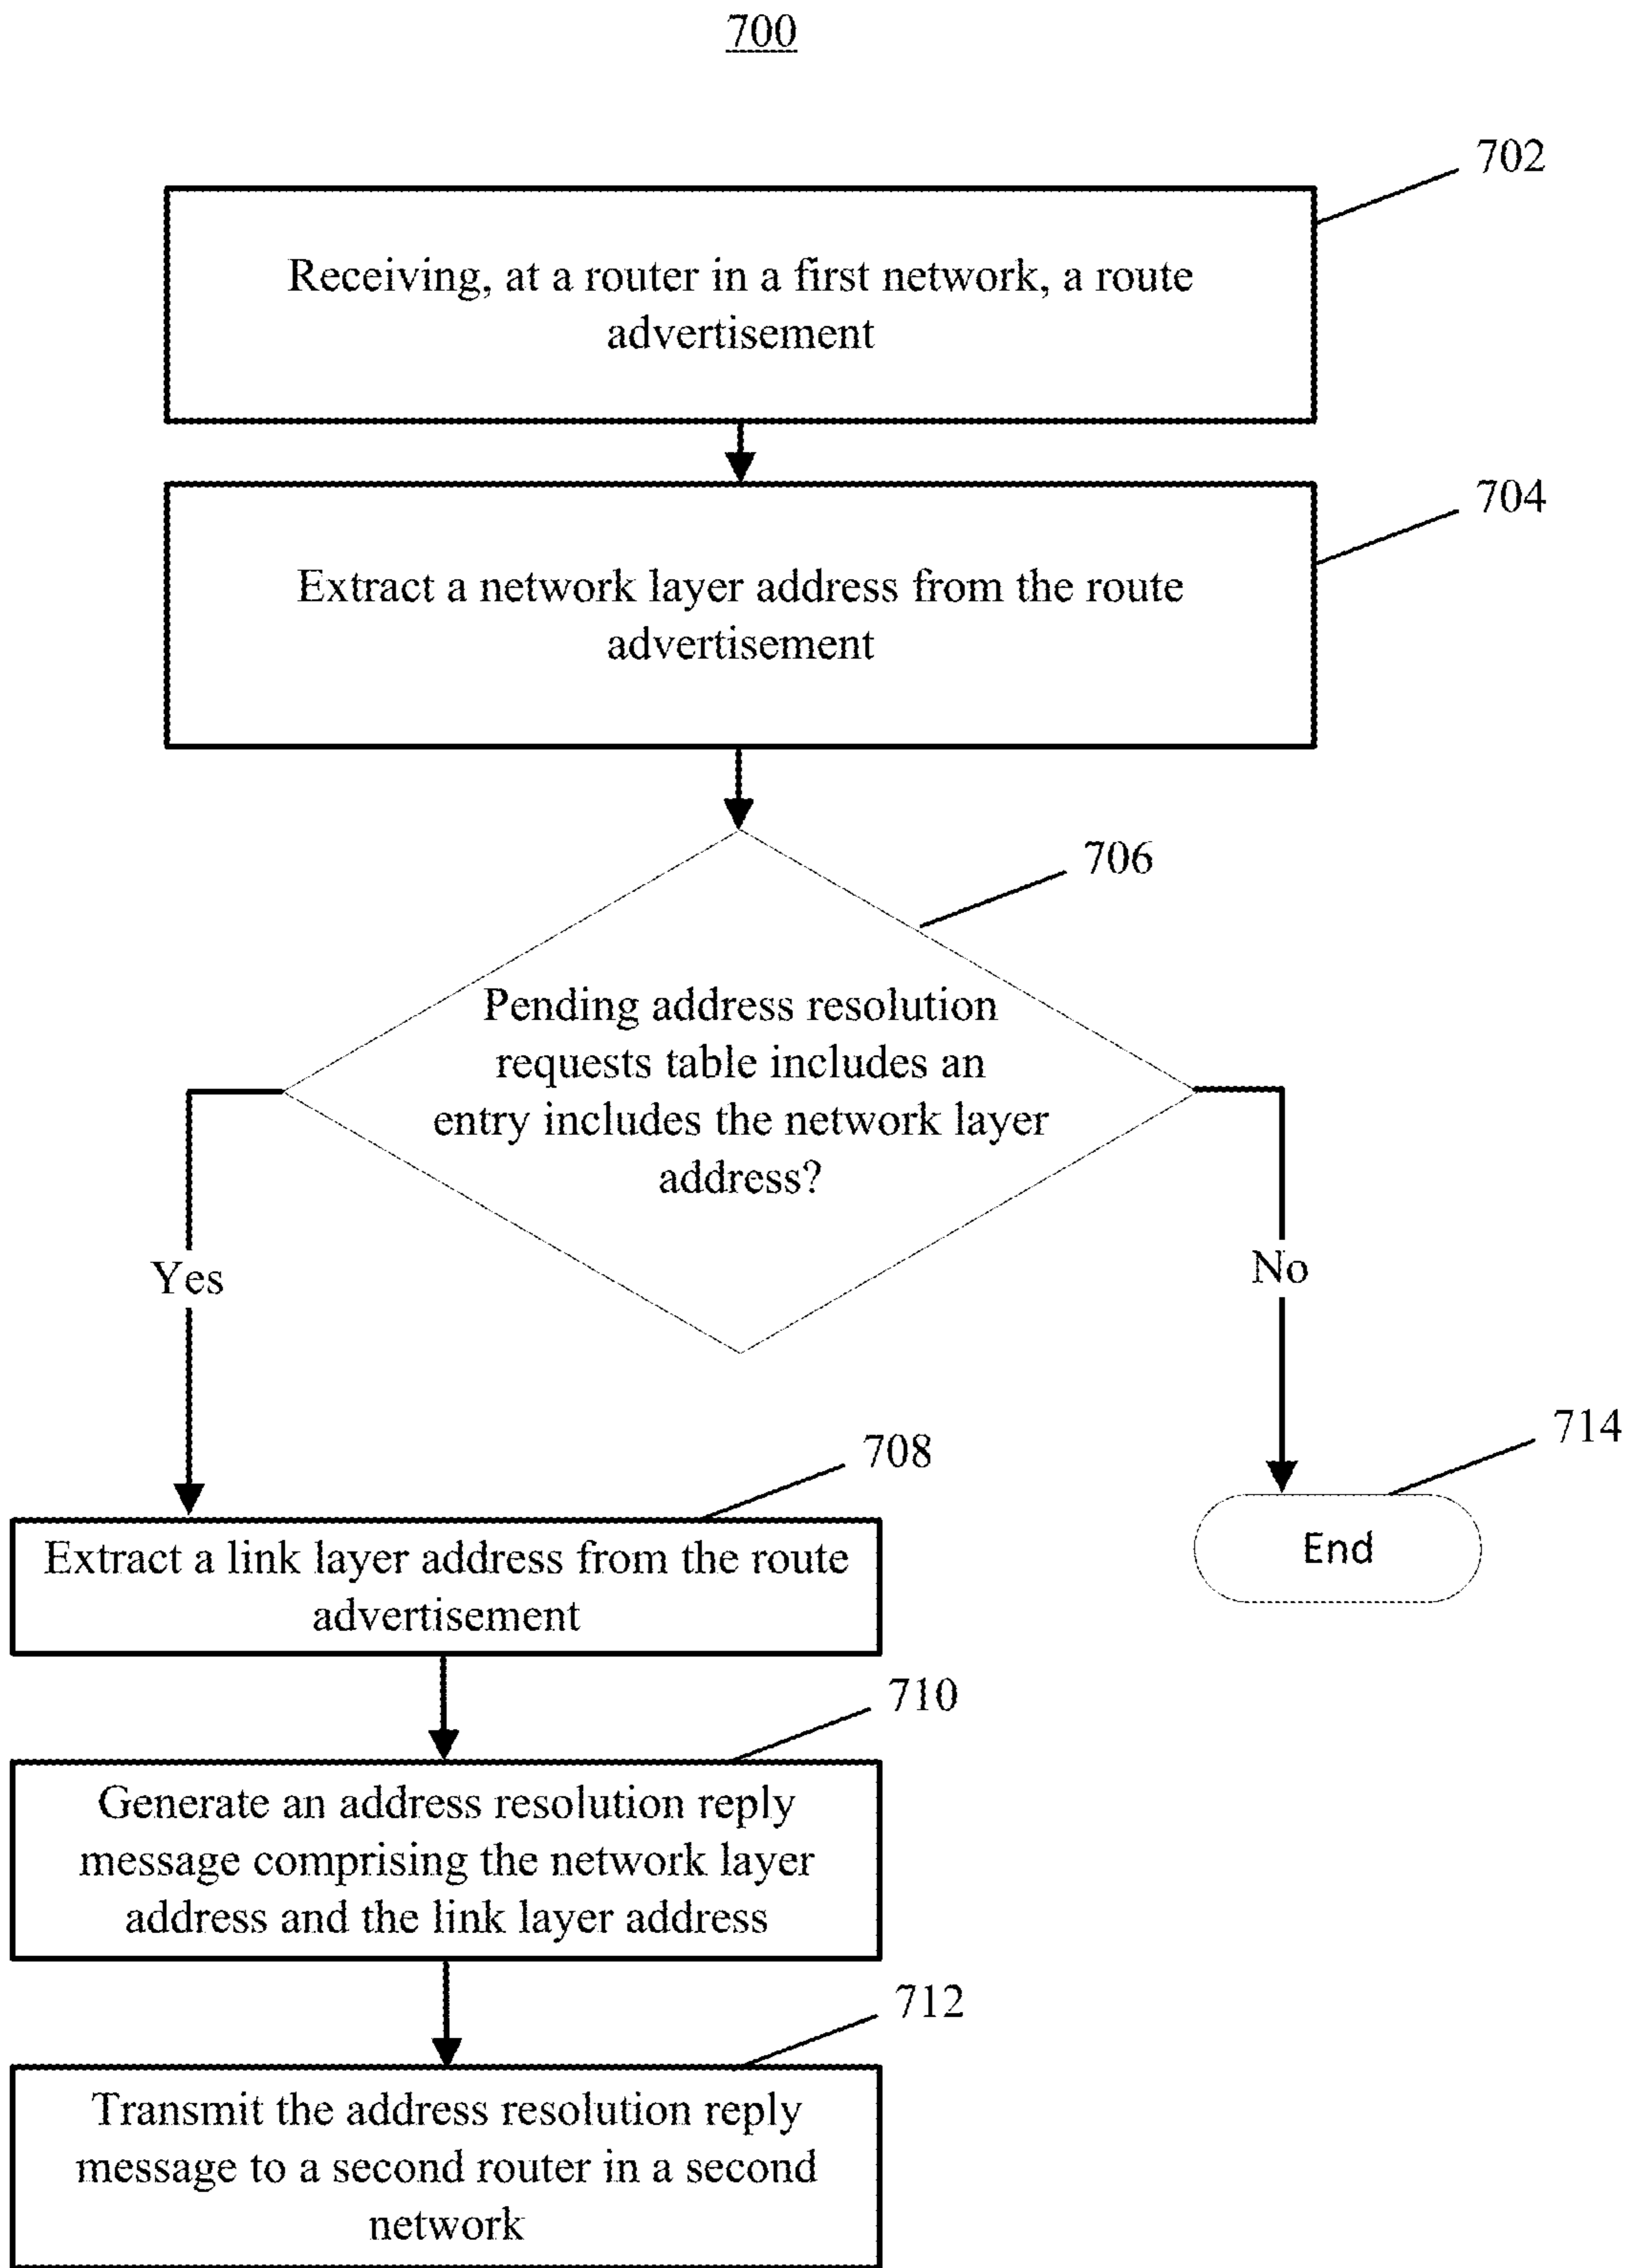 700
702
Receiving, at a router in a first network, a route
advertisement
704
Extract a network layer address from the route
advertisement
706
Pending address resolution
requests table includes an
entry includes the network layer
address?
Yes
No
714
End
708
Extract a link layer address from the route
advertisement
710
Generate an address resolution reply
message comprising the network layer
address and the link layer address
712
Transmit the address resolution reply
message to a second router in a second
network